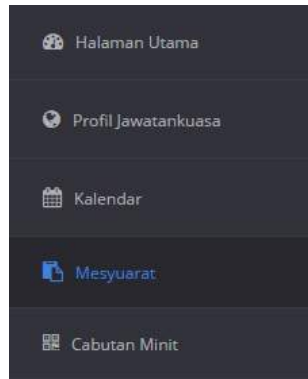 Halaman Utama
Profil Jawatankuasa
Kalendar
Mesyuarat
Cabutan Minit